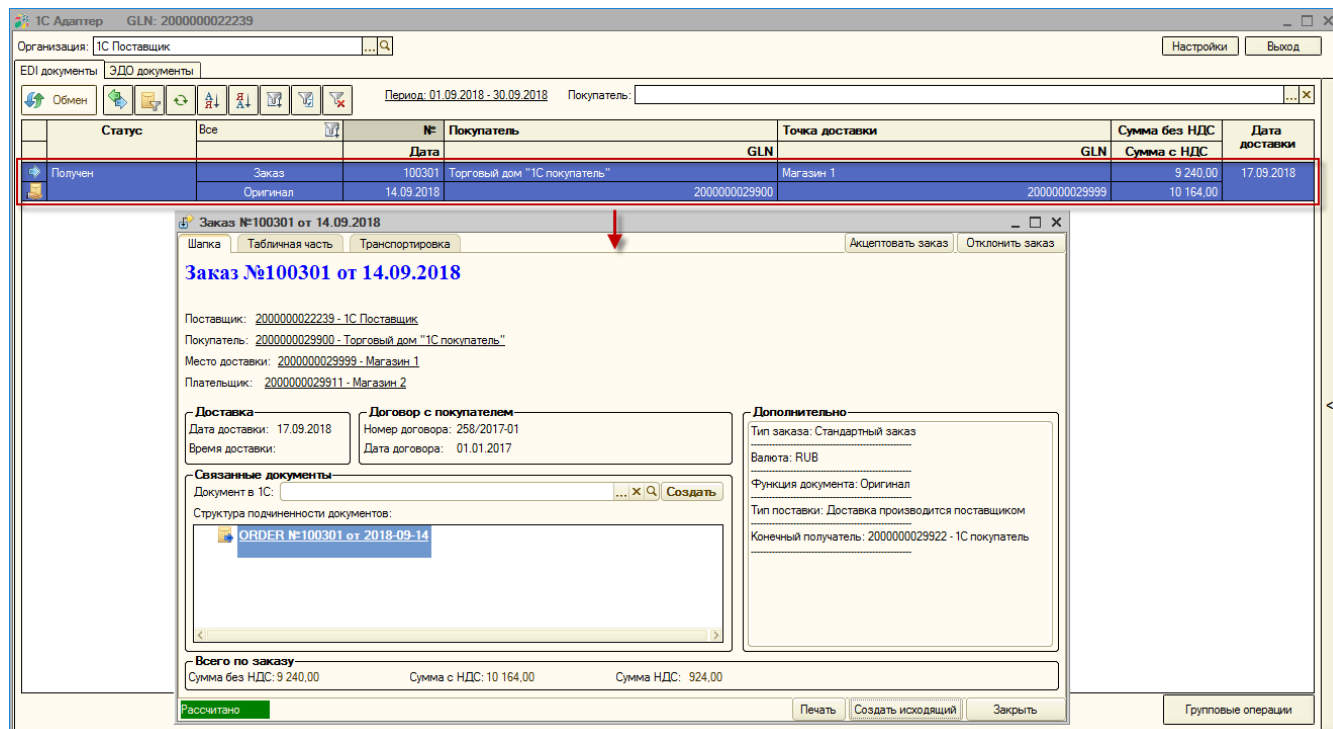 1С Адаптер GLN: 2000000022239
Организация: 1С Поставщик ... Настройки Выход
EDI документы ЭДО документы
Обмен Период: 01.09.2018 - 30.09.2018 Покупатель: ...
Статус Все № Покупатель Точка доставки Сумма без НДС Дата доставки
Дата GLN GLN Сумма с НДС
Получен Заказ 100301 Торговый дом "1С покупатель" Магазин 1 9 240,00 17.09.2018
Оригинал 14.09.2018 2000000029900 2000000029999 10 164,00
Заказ №100301 от 14.09.2018
Шапка Табличная часть Транспортировка Акцептовать заказ Отклонить заказ
Заказ №100301 от 14.09.2018
Поставщик: 2000000022239 - 1С Поставщик
Покупатель: 2000000029900 - Торговый дом "1С покупатель"
Место доставки: 2000000029999 - Магазин 1
Плательщик: 2000000029911 - Магазин 2
Доставка
Дата доставки: 17.09.2018
Время доставки:
Договор с покупателем
Номер договора: 258/2017-01
Дата договора: 01.01.2017
Дополнительно
Тип заказа: Стандартный заказ
Валюта: RUB
Функция документа: Оригинал
Тип поставки: Доставка производится поставщиком
Конечный получатель: 2000000029922 - 1С покупатель
Связанные документы
Документ в 1С: ... Создать
Структура подчиненности документов:
ORDER №100301 от 2018-09-14
Всего по заказу
Сумма без НДС: 9 240,00 Сумма с НДС: 10 164,00 Сумма НДС: 924,00
Рассчитано Печать Создать исходящий Закрыть
Групповые операции